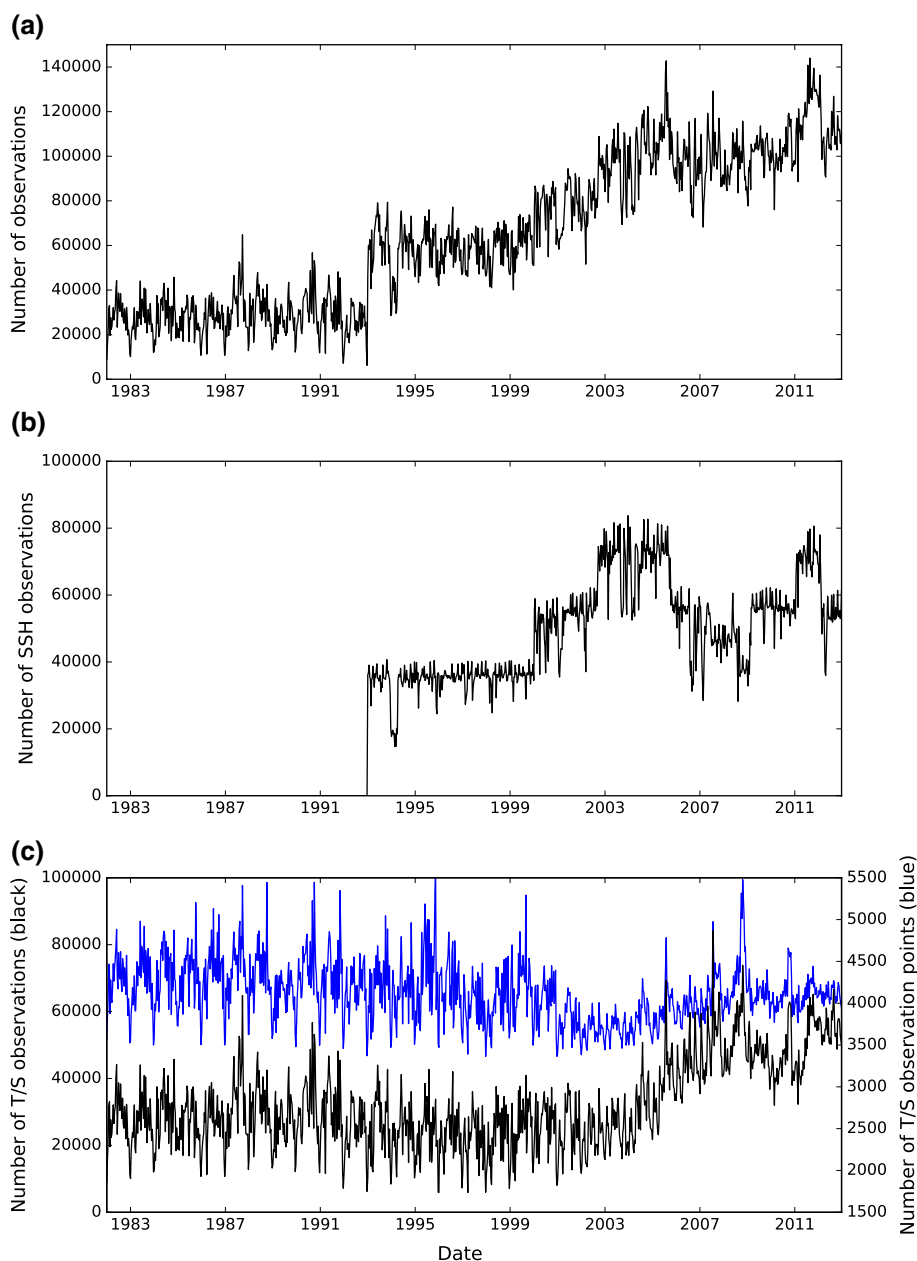 (a)
Number of observations
140000
120000
100000
80000
60000
40000
20000
0
1983 1987 1991 1995 1999 2003 2007 2011
(b)
Number of SSH observations
100000
80000
60000
40000
20000
0
1983 1987 1991 1995 1999 2003 2007 2011
(c)
Number of T/S observations (black)
100000
80000
60000
40000
20000
0
5500
5000
4500
4000
3500
3000
2500
2000
1500
Number of T/S observation points (blue)
1983 1987 1991 1995 1999 2003 2007 2011
Date